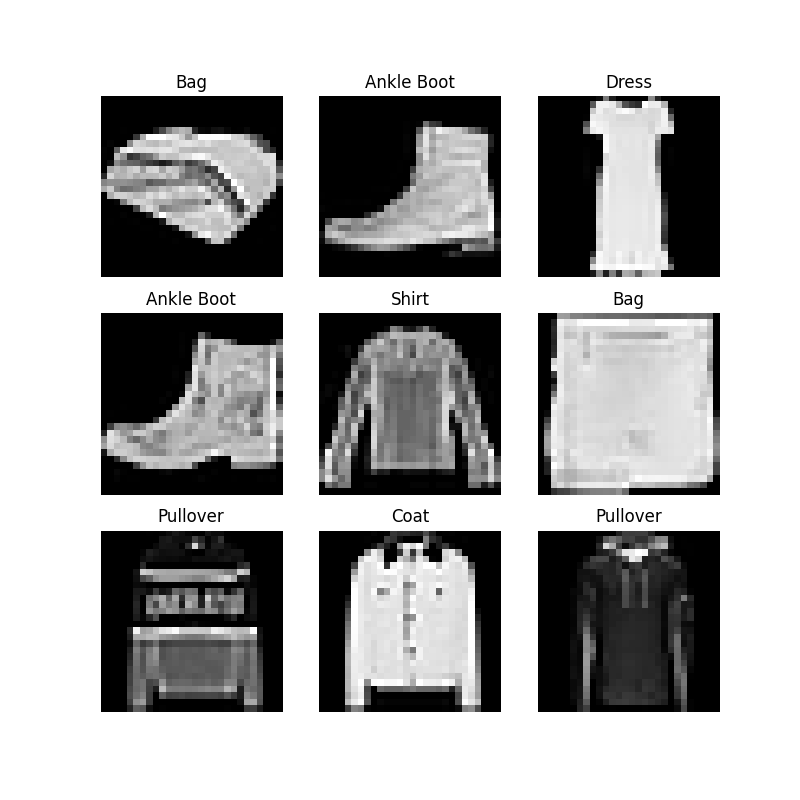 Bag
Ankle Boot
Dress
Ankle Boot
Shirt
Bag
Pullover
Coat
Pullover